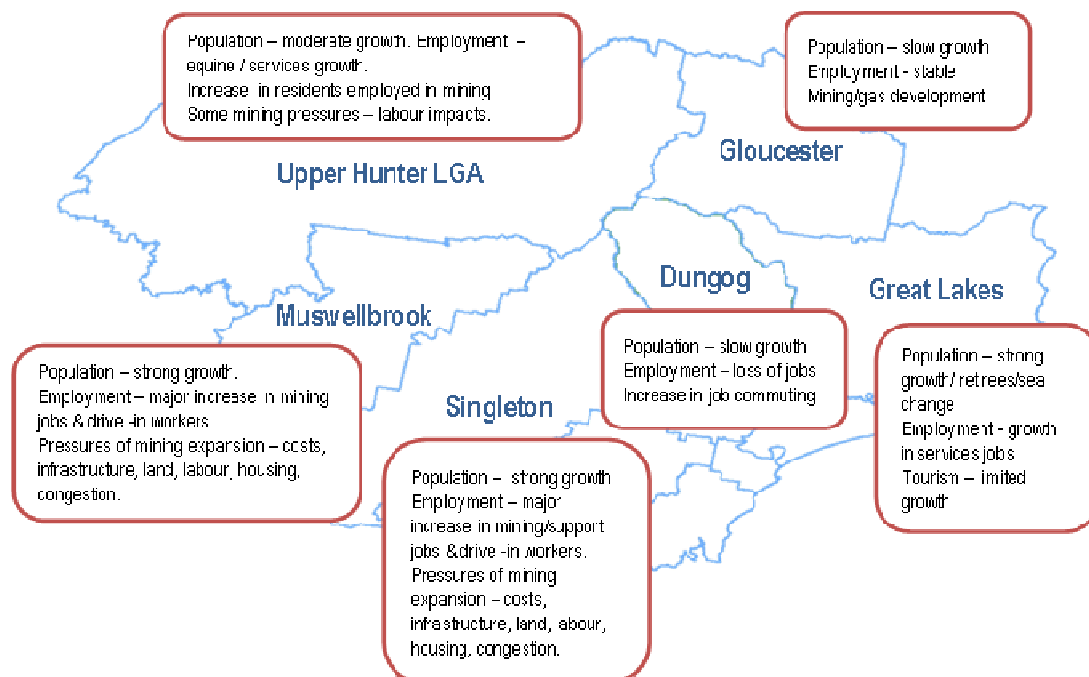 Population – moderate growth. Employment –
equine / services growth.
Increase in residents employed in mining
Some mining pressures – labour impacts.
Population – slow growth
Employment - stable
Mining/gas development
Gloucester
Upper Hunter LGA
Dungog
Great Lakes
Muswellbrook
Population – strong growth.
Employment – major increase in mining
jobs & drive -in workers
Pressures of mining expansion – costs,
infrastructure, land, labour, housing,
congestion.
Population – slow growth
Employment – loss of jobs
Increase in job commuting
Population – strong
growth/ retrees/sea
change
Employment - growth
in services jobs
Tourism – imited
growth
Singleton
Population – strong growth
Employment – major
increase in mining/support
jobs &drive -in workers.
Pressures of mining
expansion – costs,
infrastructure, land, abour,
housing, congestion.